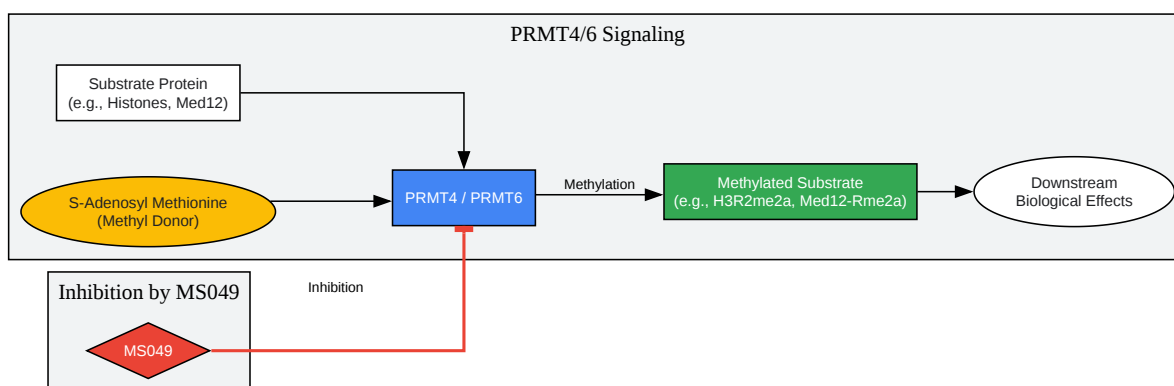 PRMT4/6 Signaling
Substrate Protein
(e.g., Histones, Med12)
S-Adenosyl Methionine
(Methyl Donor)
PRMT4 / PRMT6
Methylation
Methylated Substrate
(e.g., H3R2me2a, Med12-Rme2a)
Downstream
Biological Effects
Inhibition by MS049
Inhibition
MS049